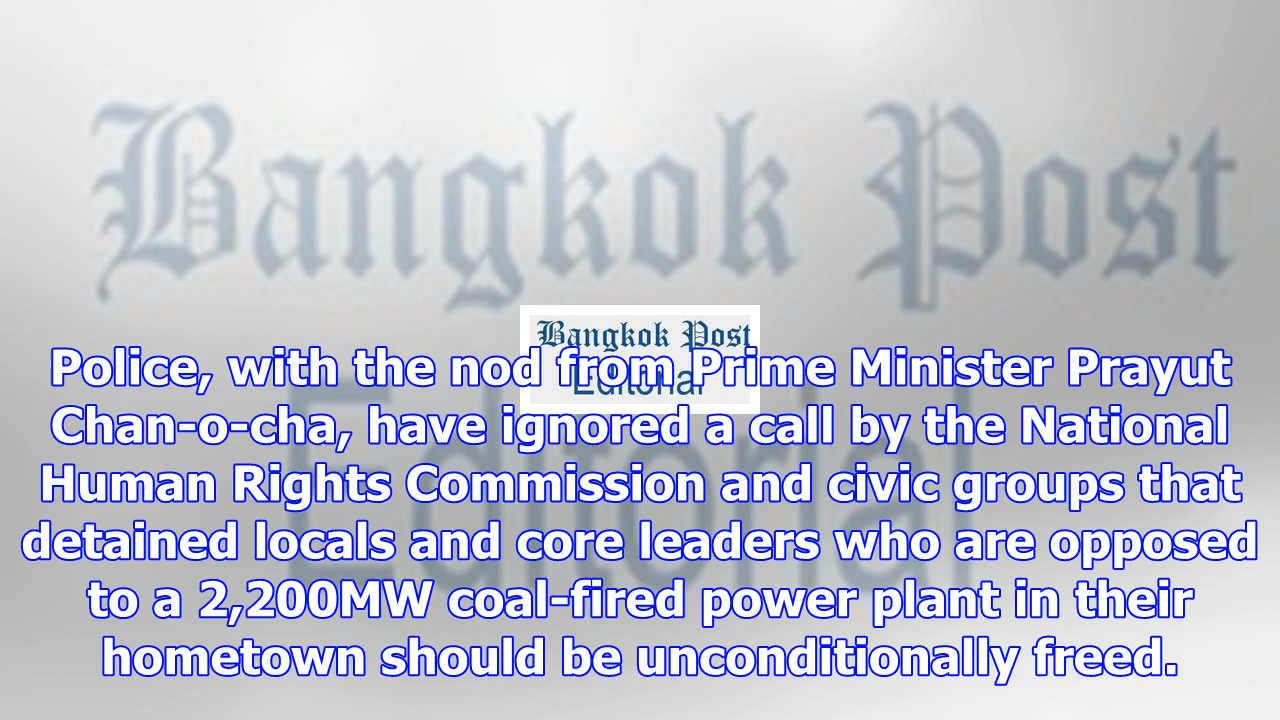 Bangkok Post
Editorial
Bangkok Post
Editorial
Police, with the nod from Prime Minister Prayut
Chan-o-cha, have ignored a call by the National
Human Rights Commission and civic groups that
detained locals and core leaders who are opposed
to a 2,200MW coal-fired power plant in their
hometown should be unconditionally freed.